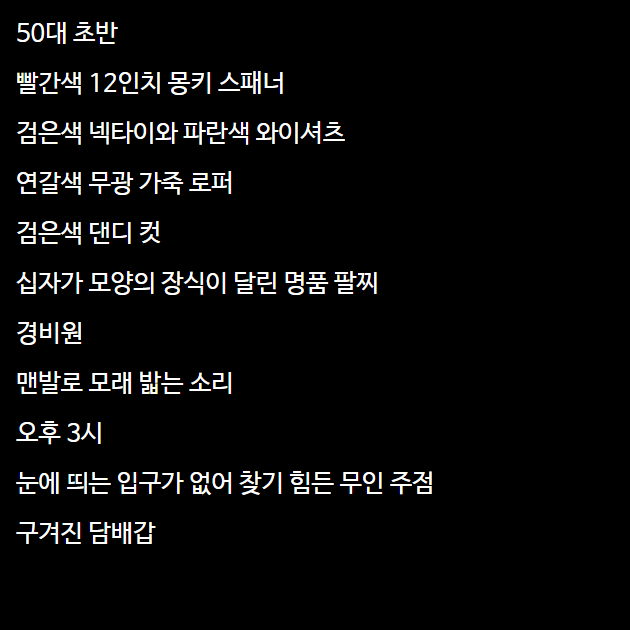 50대 초반
빨간색 12인치 몽키 스패너
검은색 넥타이와 파란색 와이셔츠
연갈색 무광 가죽 로퍼
검은색 댄디 컷
십자가 모양의 장식이 달린 명품 팔찌
경비원
맨발로 모래 밟는 소리
오후 3시
눈에 띄는 입구가 없어 찾기 힘든 무인 주점
구겨진 담배갑